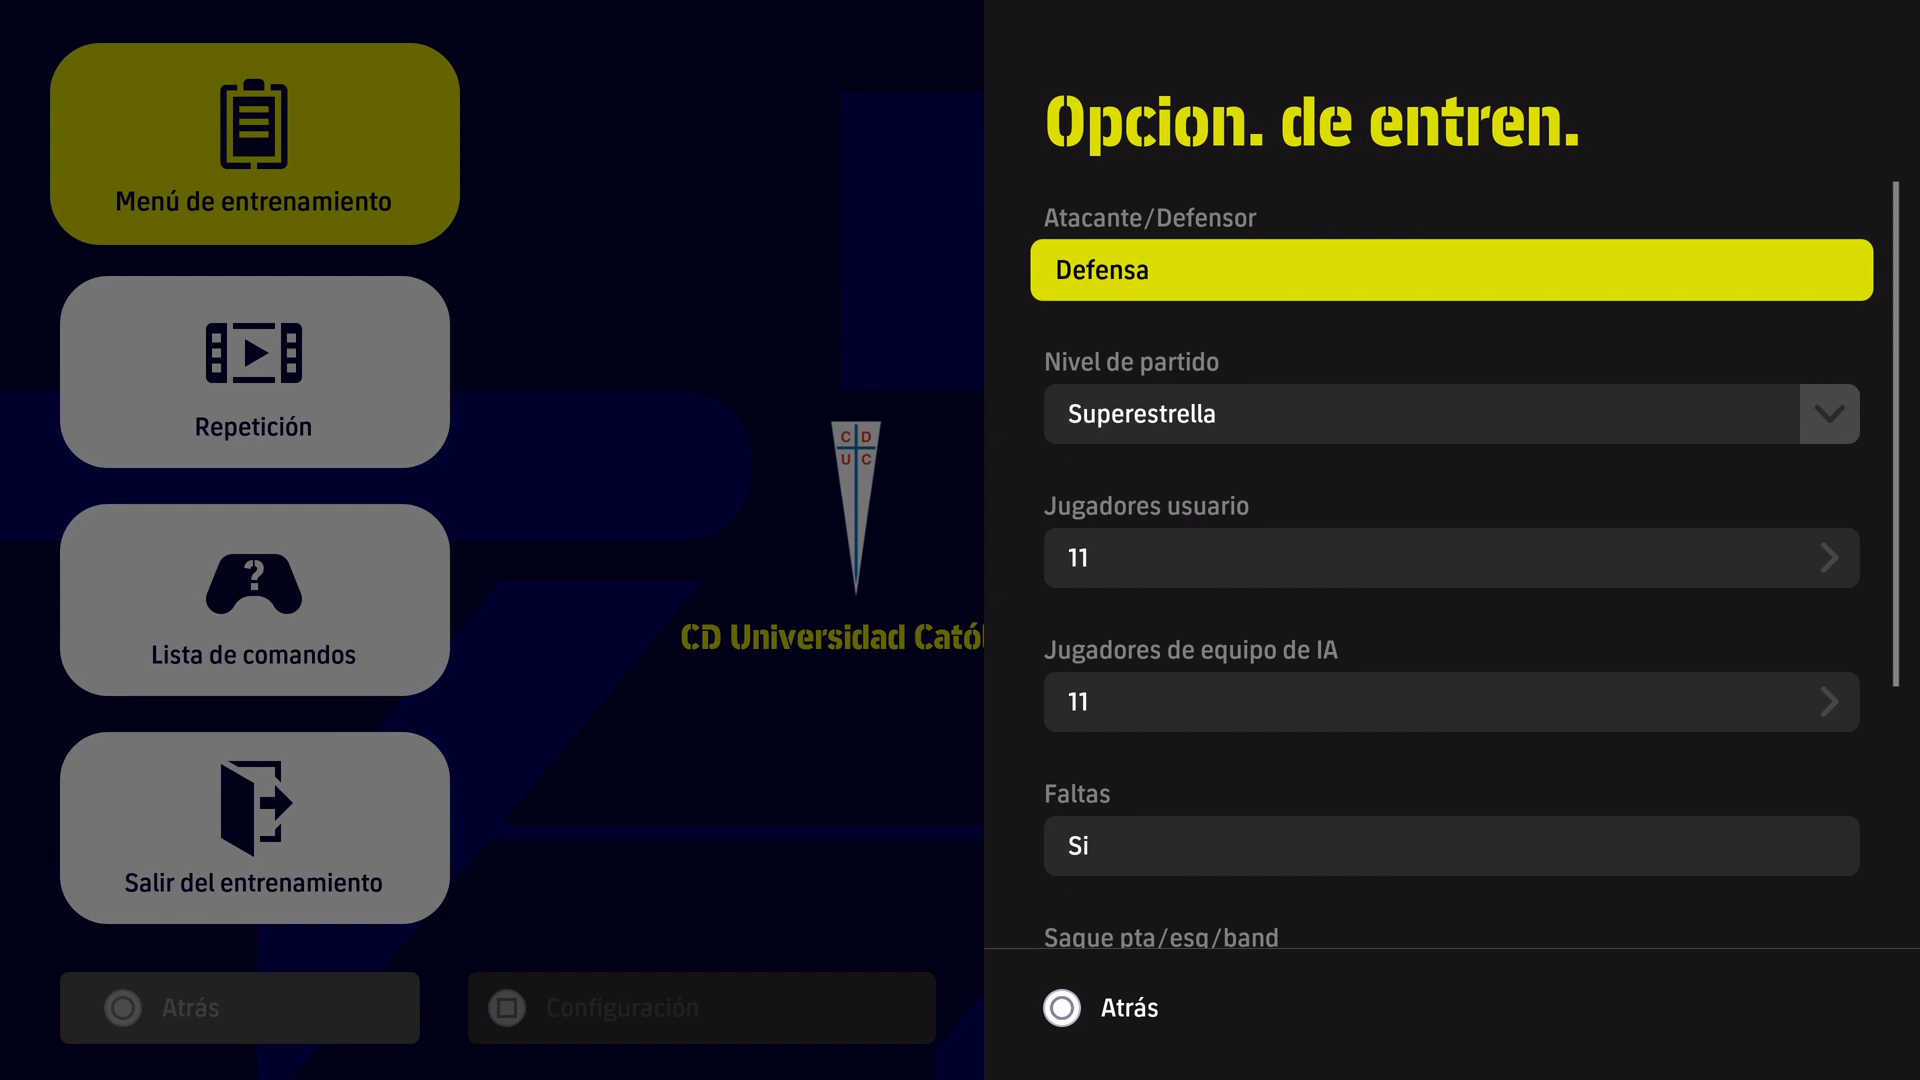 Menú de entrenamiento
Repetición
?
Lista de comandos
Salir del entrenamiento
Atrás
Configuración
C D
U C
CD Universidad Catól
Opcion. de entren.
Atacante/Defensor
Defensa
Nivel de partido
Superestrella
Jugadores usuario
11
Jugadores de equipo de IA
11
Faltas
Si
Saque pta/esq/band
Atrás